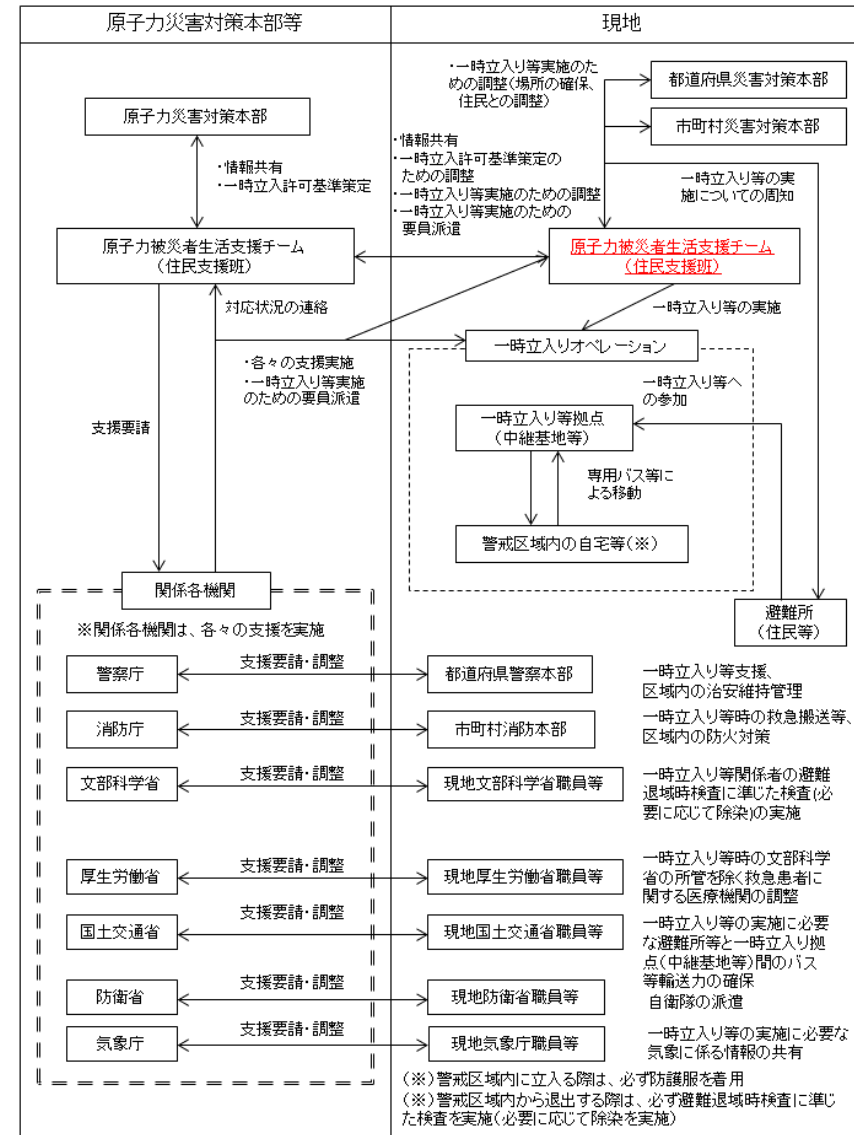 原子力災害対策本部等
現地
・一時立入り等実施のた
めの調整(場所の確保、
住民との調整)
都道府県災害対策本部
市町村災害対策本部
原子力災害対策本部
・情報共有
・一時立入許可基準策定
・情報共有
・一時立入許可基準策定の
ための調整
・一時立入り等実施のための調整
・一時立入り等実施のための
要員派遣
一時立入り等の実
施についての周知
原子力被災者生活支援チーム
(住民支援班)
原子力被災者生活支援チーム
(住民支援班)
対応状況の連絡
一時立入り等の実施
一時立入りオペレーション
・各々の支援実施
・一時立入り等実施
のための要員派遣
一時立入り等へ
の参加
支援要請
一時立入り等拠点
(中継基地等)
専用バス等に
よる移動
警戒区域内の自宅等(※)
関係各機関
避難所
(住民等)
※関係各機関は、各々の支援を実施
警察庁
支援要請・調整
都道府県警察本部
一時立入り等支援、
区域内の治安維持管理
消防庁
支援要請・調整
市町村消防本部
一時立入り等時の救急搬送等、
区域内の防火対策
文部科学省
支援要請・調整
現地文部科学省職員等
一時立入り等関係者の避難
退域時検査に準じた検査(必
要に応じて除染)の実施
厚生労働省
支援要請・調整
現地厚生労働省職員等
一時立入り等時の文部科学
省の所管を除く救急患者に
関する医療機関の調整
国土交通省
支援要請・調整
現地国土交通省職員等
一時立入り等の実施に必要
な避難所等と一時立入り拠
点(中継基地等)間のバス
等輸送力の確保
防衛省
支援要請・調整
現地防衛省職員等
自衛隊の派遣
気象庁
支援要請・調整
現地気象庁職員等
一時立入り等の実施に必要な
気象に係る情報の共有
(※)警戒区域内に立入る際は、必ず防護服を着用
(※)警戒区域内から退出する際は、必ず避難退域時検査に準じ
た検査を実施(必要に応じて除染を実施)